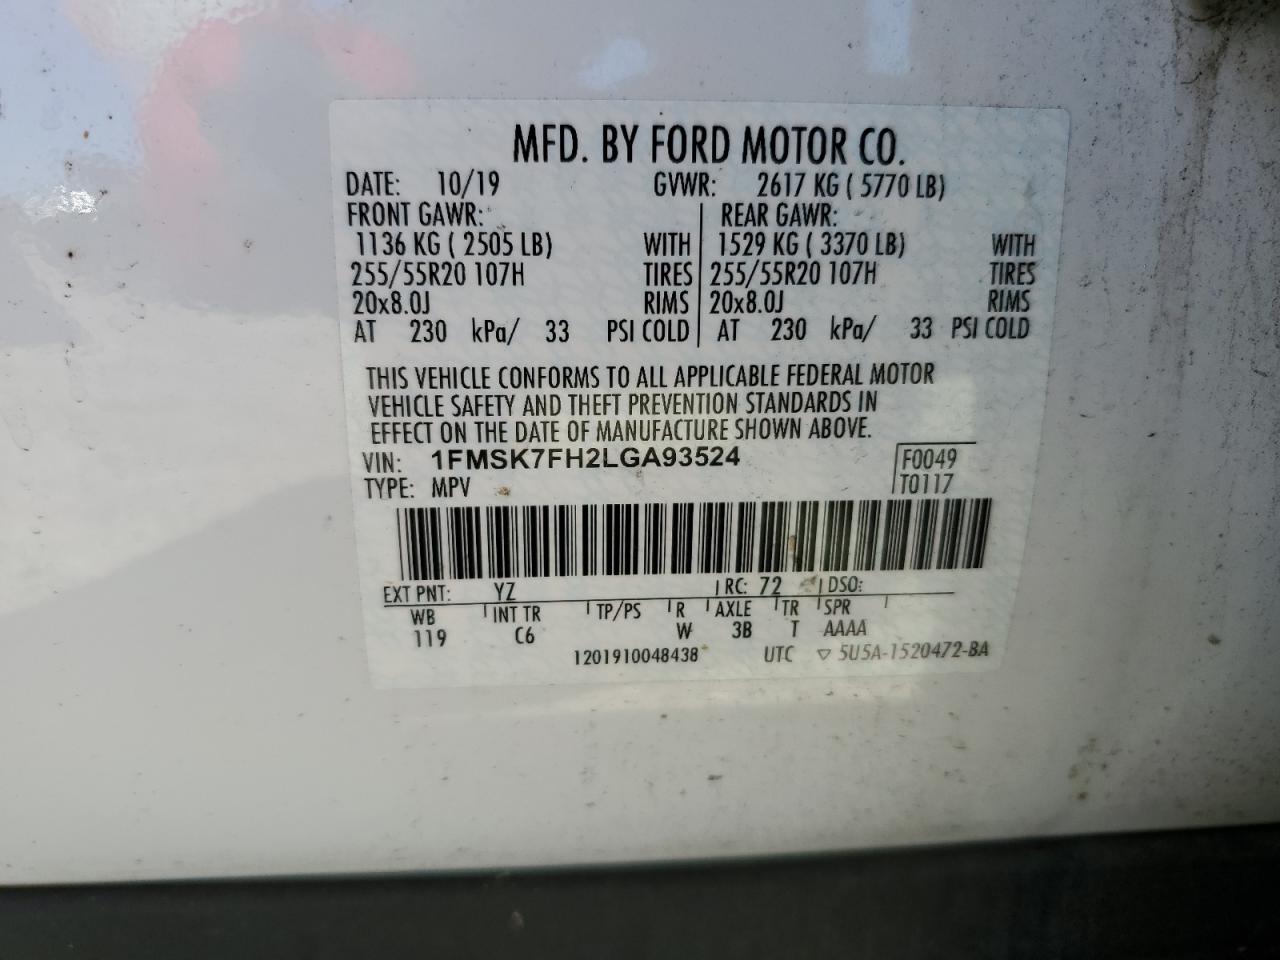 MFD. BY FORD MOTOR CO.
DATE: 10/19 GVWR: 2617 KG ( 5770 LB)
FRONT GAWR: REAR GAWR:
1136 KG ( 2505 LB) WITH 1529 KG ( 3370 LB) WITH
255/55R20 107H TIRES 255/55R20 107H TIRES
20x8.0J RIMS 20x8.0J RIMS
AT 230 kPa/ 33 PSI COLD AT 230 kPa/ 33 PSI COLD
THIS VEHICLE CONFORMS TO ALL APPLICABLE FEDERAL MOTOR
VEHICLE SAFETY AND THEFT PREVENTION STANDARDS IN
EFFECT ON THE DATE OF MANUFACTURE SHOWN ABOVE.
VIN: 1FMSK7FH2LGA93524 F0049
TYPE: MPV T0117
EXT PNT: YZ RC: 72 DSO:
WB INT TR TP/PS R AXLE TR SPR
119 C6 W 3B T AAAA
1201910048438 UTC ▽ 5U5A-1520472-BA